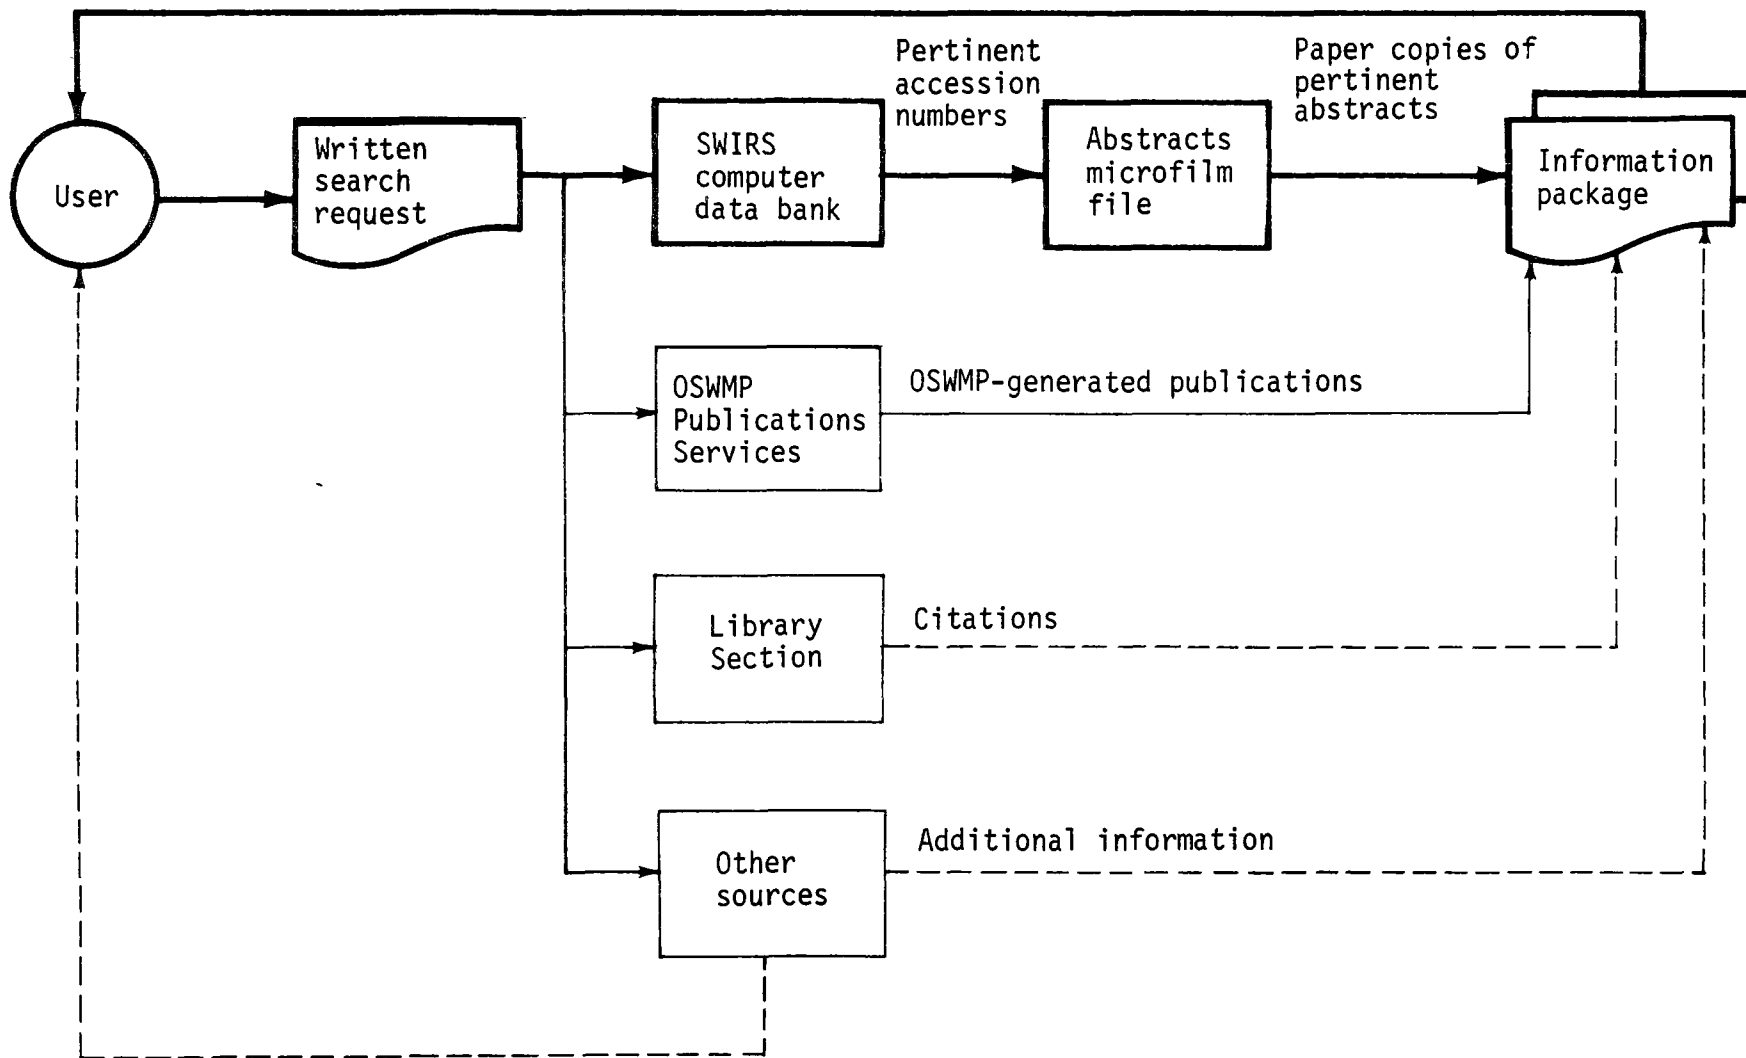 User
Written
search
request
SWIRS
computer
data bank
Pertinent
accession
numbers
Abstracts
microfilm
file
Paper copies of
pertinent
abstracts
Information
package
OSWMP
Publications
Services
OSWMP-generated publications
Library
Section
Citations
Other
sources
Additional information